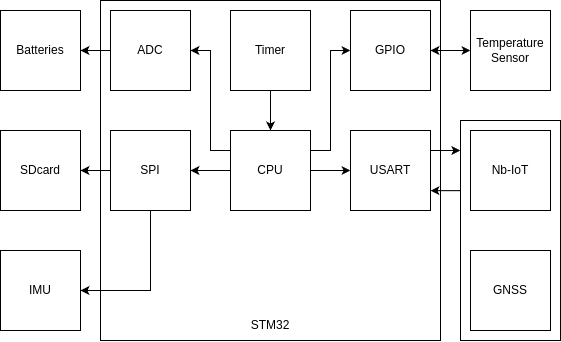 Batteries
ADC
Timer
GPIO
Temperature
Sensor
SDcard
SPI
CPU
USART
Nb-IoT
IMU
GNSS
STM32